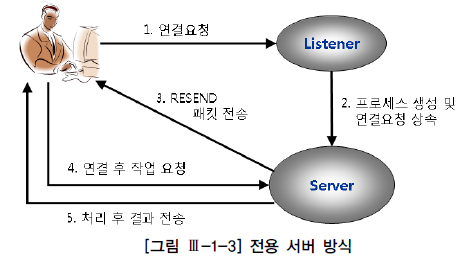 1. 연결요청
Listener
2. 프로세스 생성 및
연결요청 상속
3. RESEND
패킷 전송
4. 연결 후 작업 요청
Server
5. 처리 후 결과 전송
[그림 Ⅲ-1-3] 전용 서버 방식